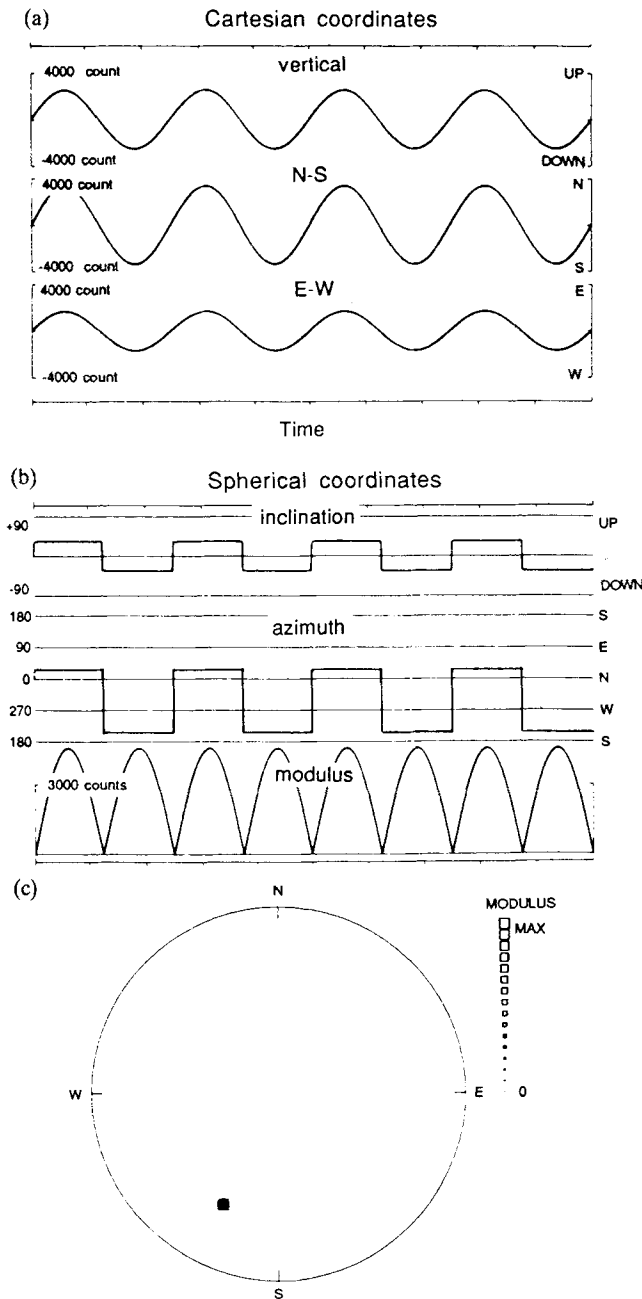 (a)
Cartesian coordinates
4000 count
vertical
UP
-4000 count
DOWN
4000 count
N-S
N
-4000 count
S
4000 count
E-W
E
-4000 count
W
Time
(b)
Spherical coordinates
+90
inclination
UP
-90
DOWN
180
S
azimuth
90
E
0
N
270
W
180
S
modulus
3000 counts
(c)
N
MODULUS
MAX
W
E
0
S